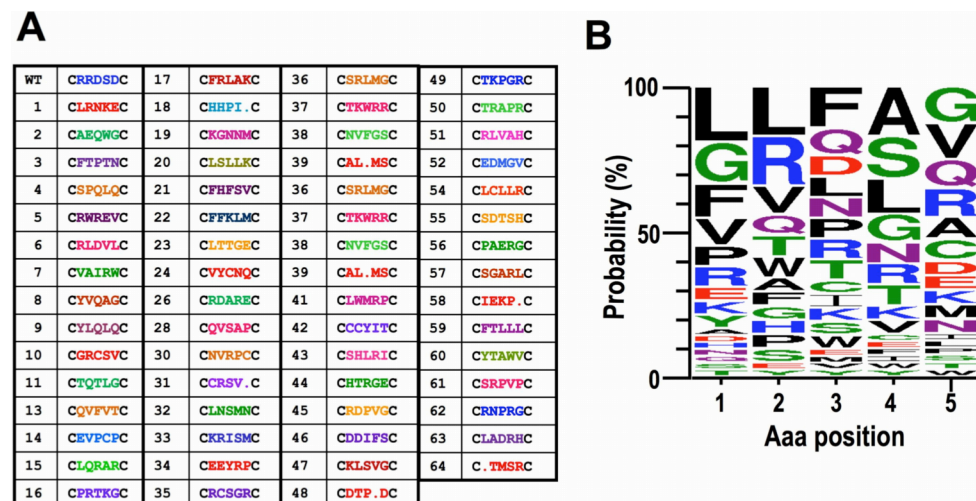 A
B
WT CRRDSDC 17 CFRLAKC 36 CSRLMGC 49 CTKPGRC
1 CLRNKEC 18 CHHPI.C 37 CTKWRRC 50 CTRAPRC
2 CAEQWGC 19 CKGNNMC 38 CNVFGSC 51 CRLVAHC
3 CFTPTNC 20 CLSLLKC 39 CAL.MSC 52 CEDMGVC
4 CSPQLQC 21 CFHFSVC 36 CSRLMGC 54 CLCLLRC
5 CRWREVC 22 CFFKLMC 37 CTKWRRC 55 CSDTSHC
6 CRLDVLC 23 CLTTGEC 38 CNVFGSC 56 CPAERGC
7 CVAIRWC 24 CVYCNQC 39 CAL.MSC 57 CSGARLC
8 CYVQAGC 26 CRDAREC 41 CLWMRPC 58 CIEKP.C
9 CYLQLQC 28 CQVSAPC 42 CCCYITC 59 CFTLLLC
10 CGRCSVC 30 CNVRPCC 43 CSHLRIC 60 CYTAWVC
11 CTQTLGC 31 CCRSV.C 44 CHTRGEC 61 CSRPVPC
13 CQVFVTC 32 CLNSMNC 45 CRDPVGC 62 CRNPRGC
14 CEVPCPC 33 CKRISMC 46 CDDIFSC 63 CLADRHC
15 CLQRARC 34 CEEYRPC 47 CKLSVGC 64 C.TMSRC
16 CPRTKGC 35 CRCSGRC 48 CDTP.DC
Probability (%)
100
50
0
L L F A G
G R Q S V
F V D L Q
V Q L G R
P T N N A
R W P R C
1 2 3 4 5
Aaa position